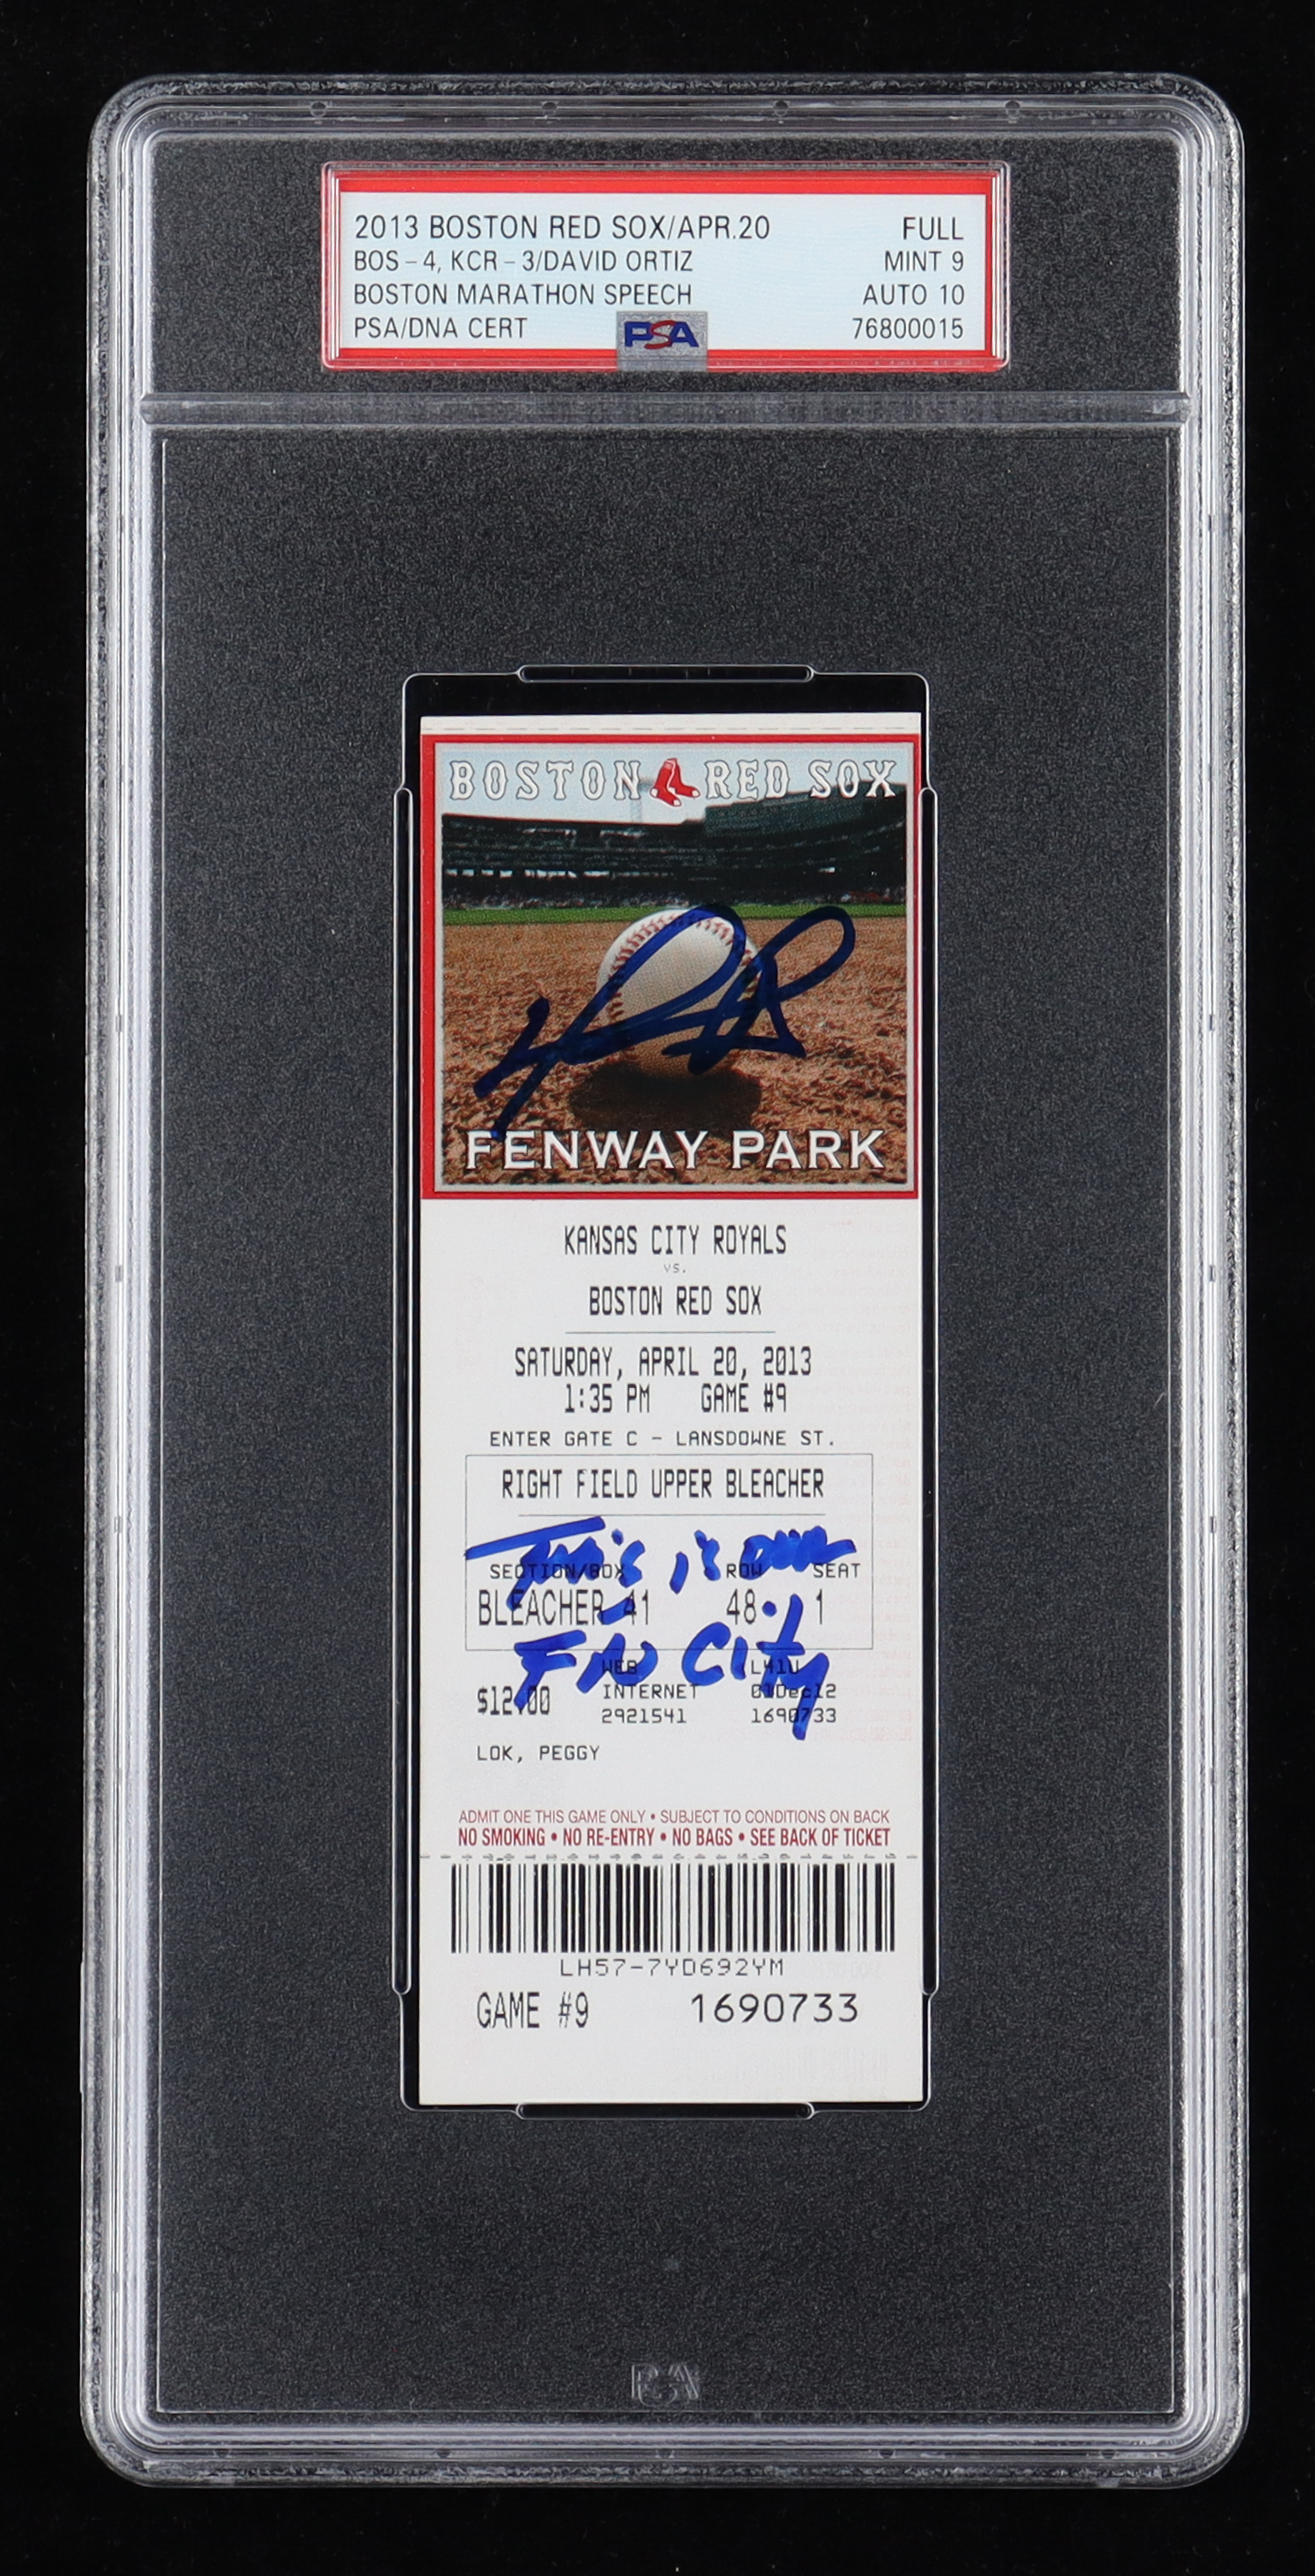 2013 BOSTON RED SOX/APR.20 FULL
BOS - 4, KCR - 3/DAVID ORTIZ MINT 9
BOSTON MARATHON SPEECH AUTO 10
PSA/DNA CERT 76800015
PSA
BOSTON RED SOX
FENWAY PARK
KANSAS CITY ROYALS
VS.
BOSTON RED SOX
SATURDAY, APRIL 20, 2013
1:35 PM GAME #9
ENTER GATE C - LANSDOWNE ST.
RIGHT FIELD UPPER BLEACHER
This is our
SECTION/BOX ROW SEAT
BLEACHER 41 48 1
F'N City
WEB L41U
$12.00 INTERNET 01Dec12
2921541 1690733
LOK, PEGGY
ADMIT ONE THIS GAME ONLY • SUBJECT TO CONDITIONS ON BACK
NO SMOKING • NO RE-ENTRY • NO BAGS • SEE BACK OF TICKET
LH57-7YD692YM
GAME #9 1690733
PSA